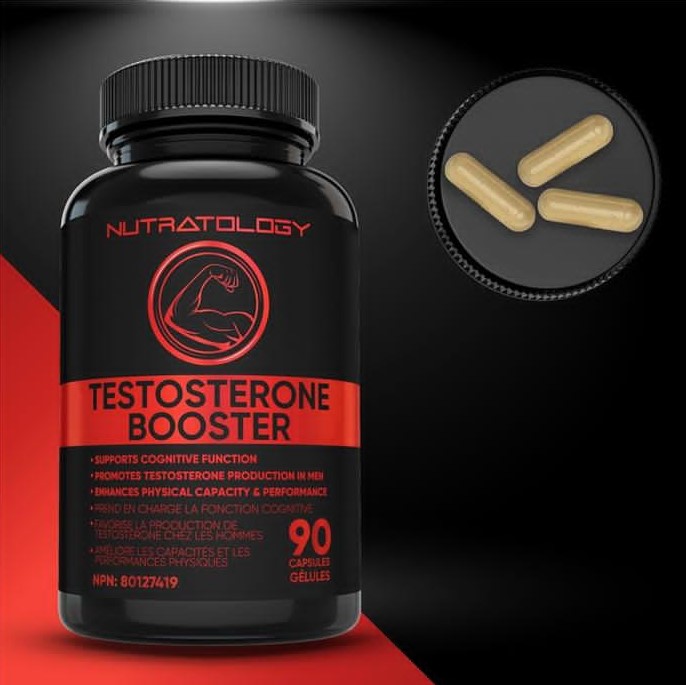 NUTRATOLOGY
TESTOSTERONE
BOOSTER
• SUPPORTS COGNITIVE FUNCTION
• PROMOTES TESTOSTERONE PRODUCTION IN MEN
• ENHANCES PHYSICAL CAPACITY & PERFORMANCE
• PREND EN CHARGE LA FONCTION COGNITIVE
• FAVORISE LA PRODUCTION DE
TESTOSTÉRONE CHEZ LES HOMMES
• AMÉLIORE LES CAPACITÉS ET LES
PERFORMANCES PHYSIQUES
90
CAPSULES
GÉLULES
NPN: 80127419